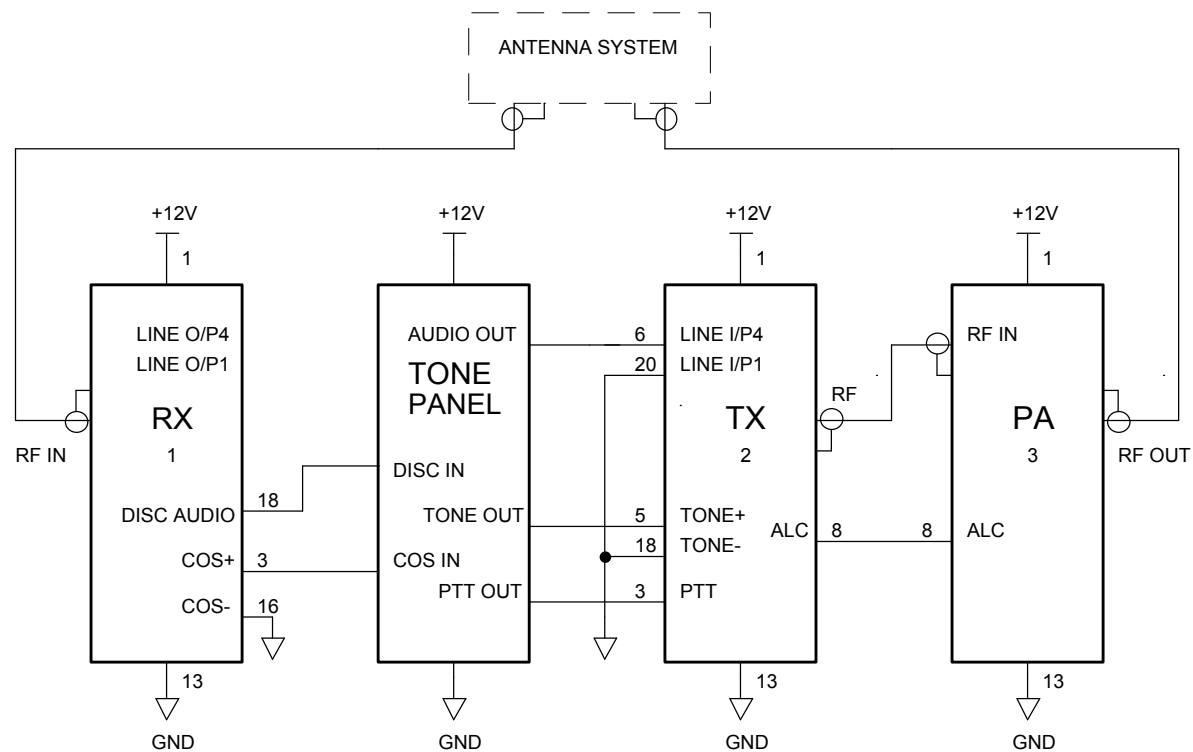 ANTENNA SYSTEM
+12V
+12V
+12V
+12V
1
1
1
LINE O/P4
LINE O/P1
RX
1
RF IN
DISC AUDIO
18
COS+
3
COS-
16
13
GND
AUDIO OUT
TONE
PANEL
DISC IN
TONE OUT
COS IN
PTT OUT
GND
6
LINE I/P4
20
LINE I/P1
TX
2
RF
5
TONE+
18
TONE-
ALC
8
3
PTT
13
GND
RF IN
PA
3
RF OUT
8
ALC
13
GND